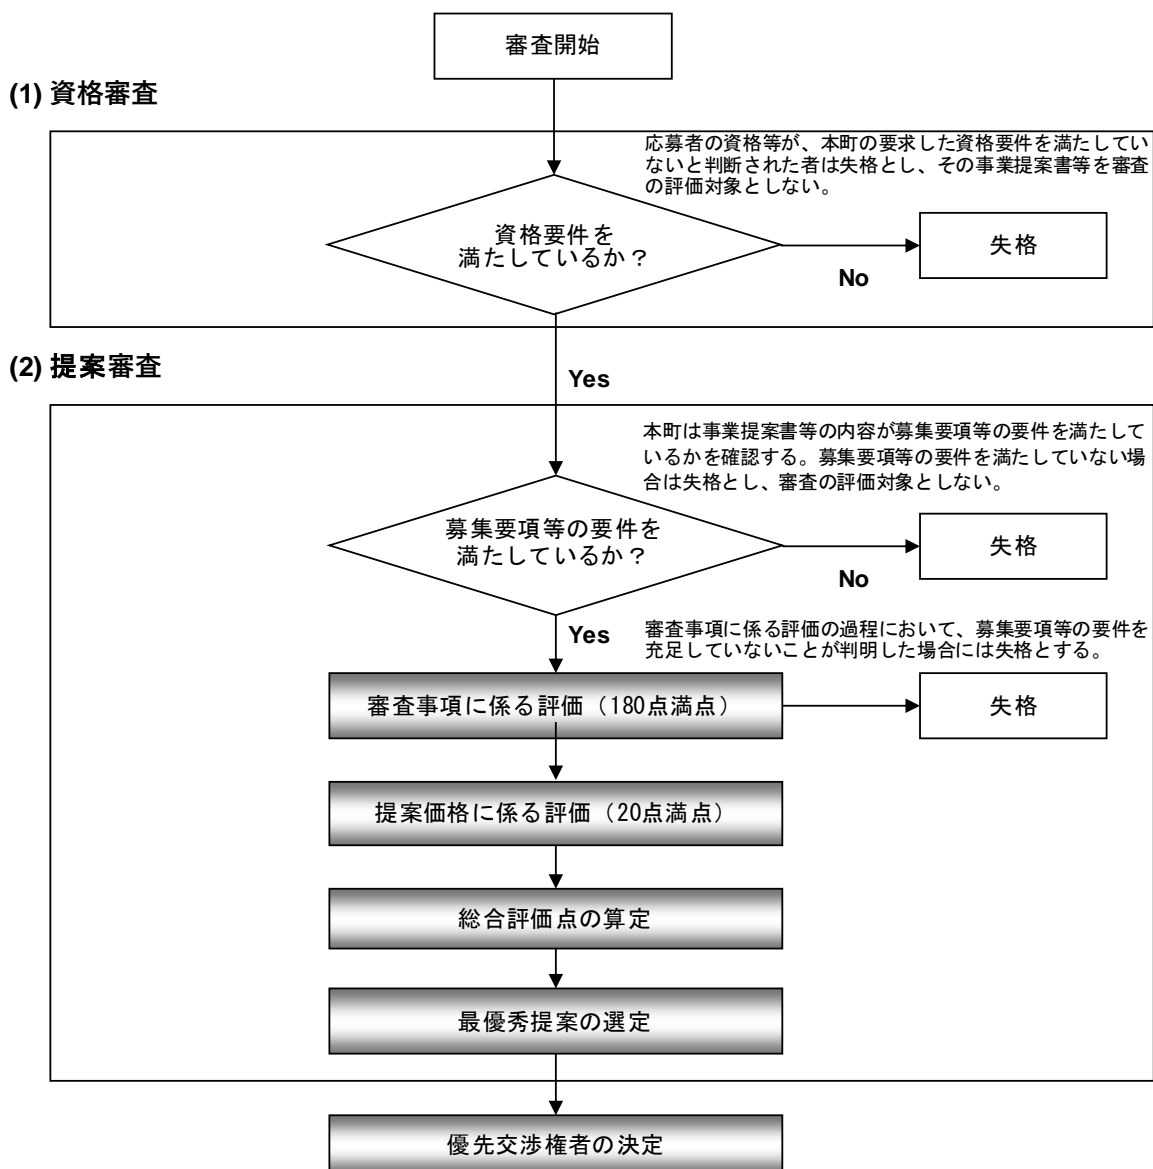 審査開始
(1) 資格審査
応募者の資格等が、本町の要求した資格要件を満たしてい
ないと判断された者は失格とし、その事業提案書等を審査
の評価対象としない。
資格要件を
満たしているか？
失格
No
(2) 提案審査
Yes
本町は事業提案書等の内容が募集要項等の要件を満たして
いるかを確認する。募集要項等の要件を満たしていない場
合は失格とし、審査の評価対象としない。
募集要項等の要件を
満たしているか？
失格
No
Yes
審査事項に係る評価の過程において、募集要項等の要件を
充足していないことが判明した場合には失格とする。
審査事項に係る評価（180点満点）
失格
提案価格に係る評価（20点満点）
総合評価点の算定
最優秀提案の選定
優先交渉権者の決定